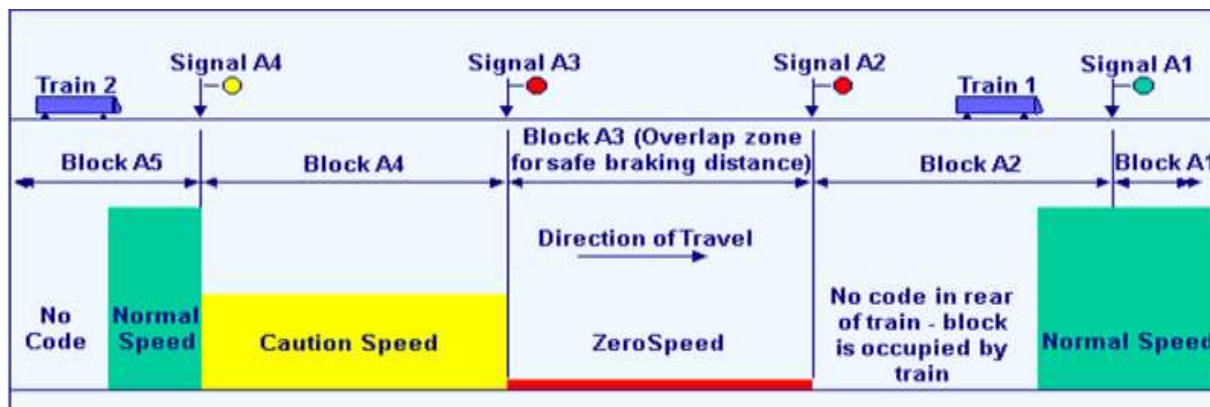 Signal A4
Signal A3
Signal A2
Signal A1
Train 2
Train 1
Block A5
Block A4
Block A3 (Overlap zone
for safe braking distance)
Block A2
Block A1
Direction of Travel
No
Code
Normal
Speed
Caution Speed
ZeroSpeed
No code in rear
of train - block
is occupied by
train
Normal Speed